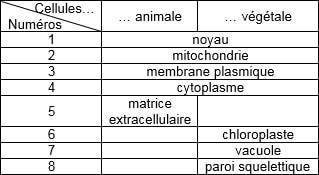 Cellules…
Numéros
… animale
… végétale
1 noyau
2 mitochondrie
3 membrane plasmique
4 cytoplasme
5 matrice
extracellulaire
6 chloroplaste
7 vacuole
8 paroi squelettique